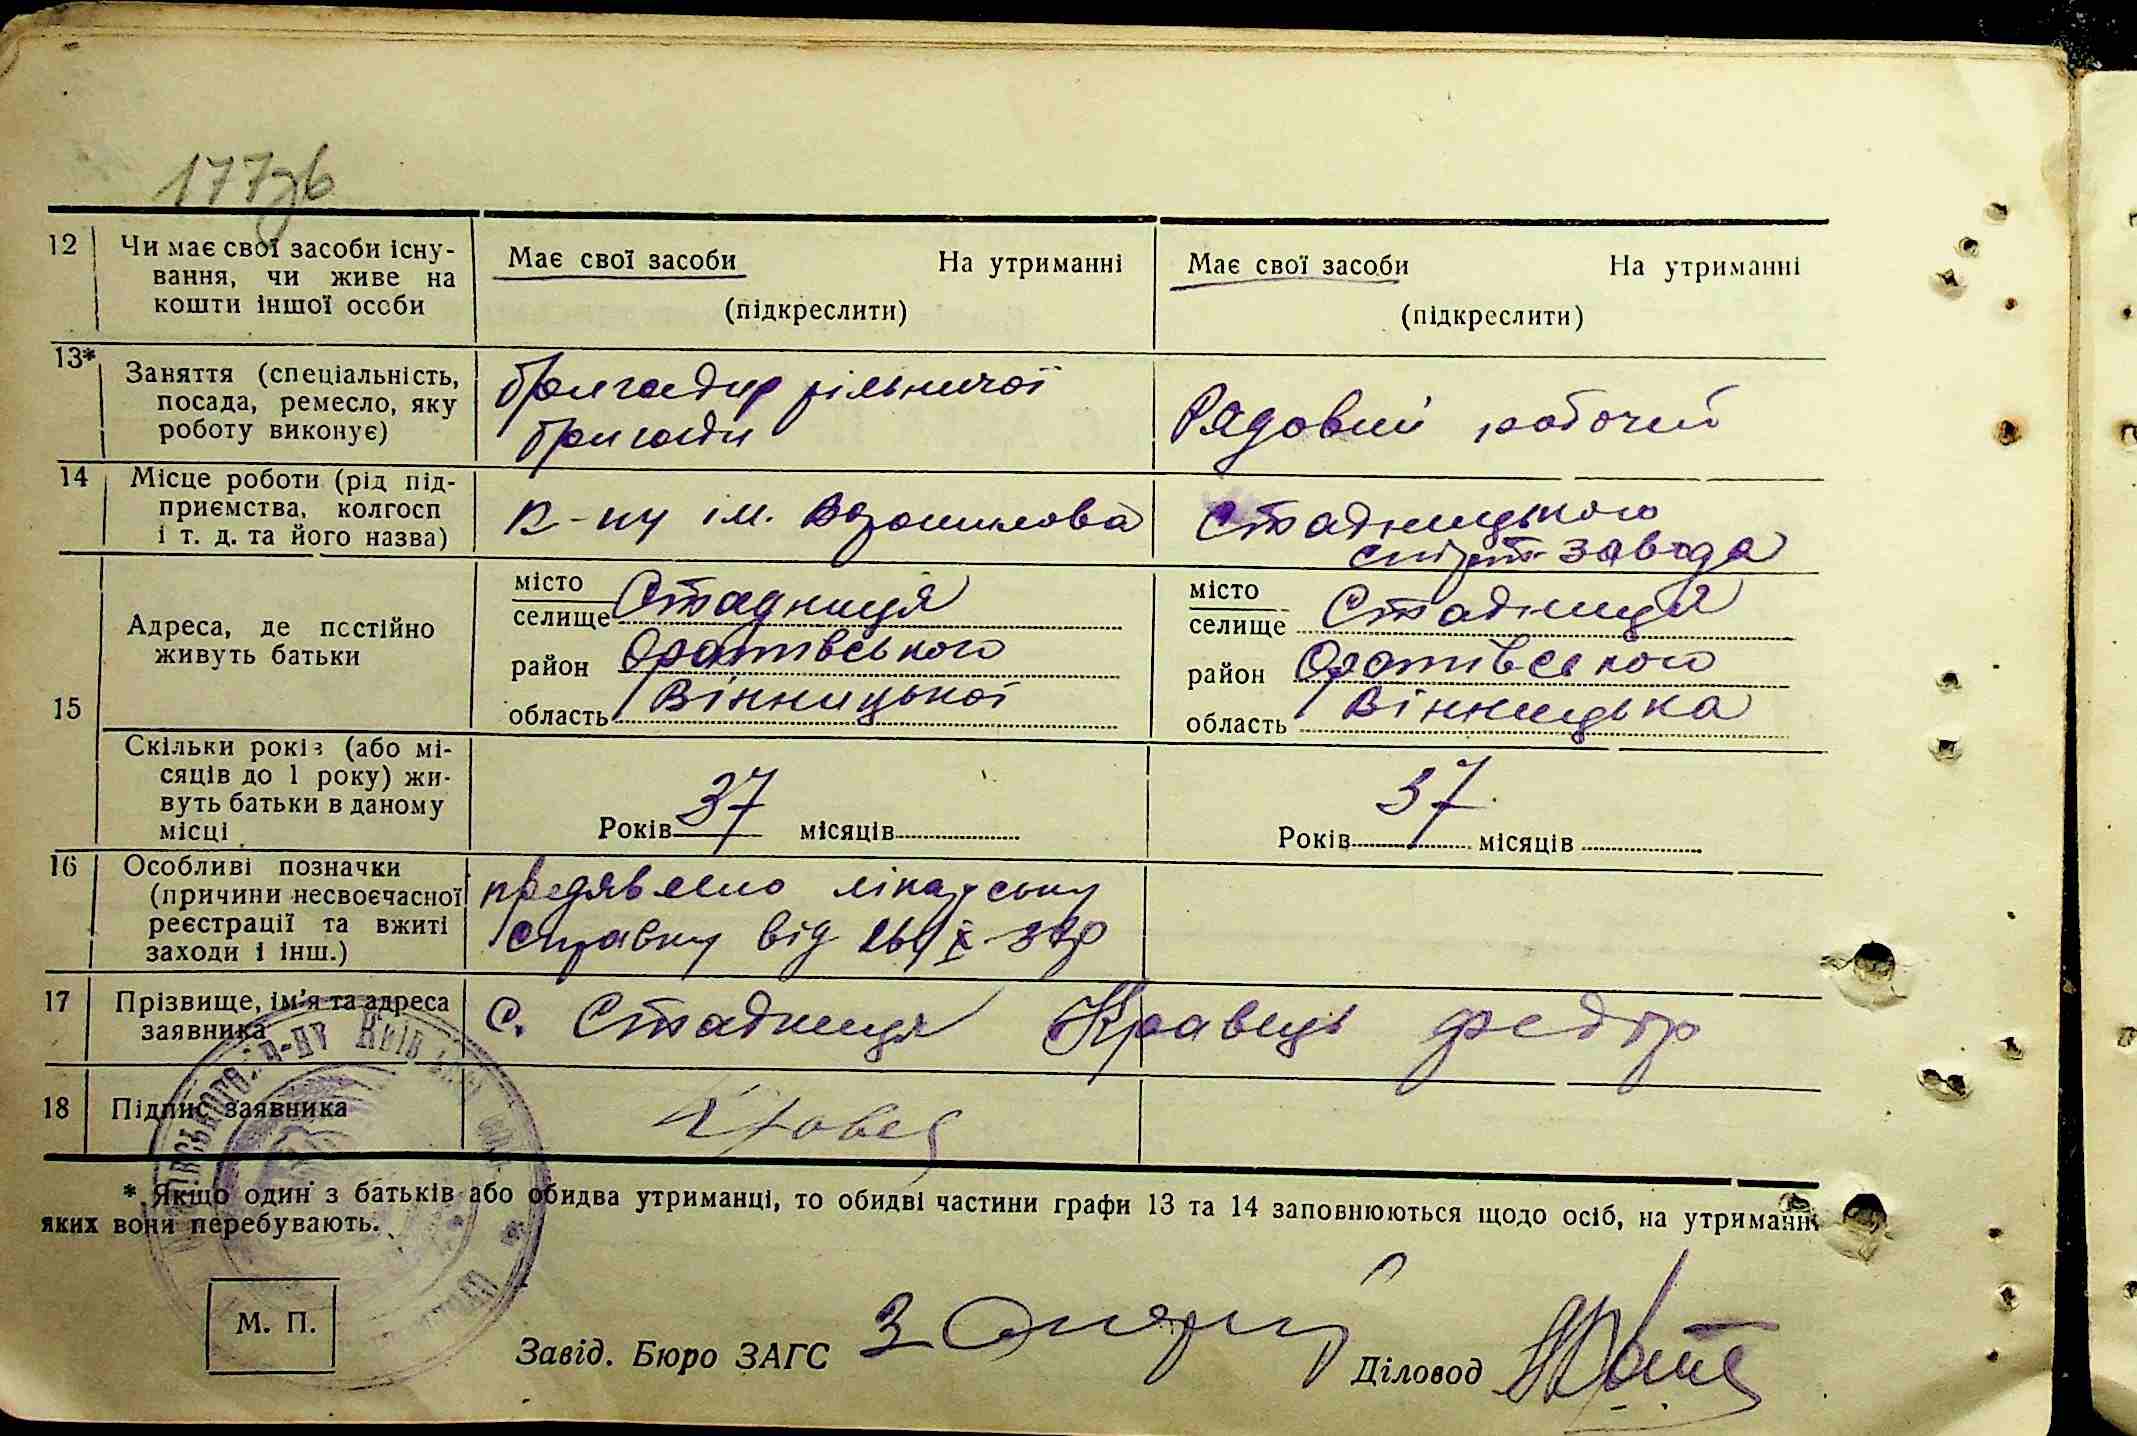 177зв
12 Чи має свої засоби існу-
вання, чи живе на
кошти іншої особи
Має свої засоби На утриманні
(підкреслити)
Має свої засоби На утриманні
(підкреслити)
13* Заняття (спеціальність,
посада, ремесло, яку
роботу виконує)
Бригадир рільничої
бригади
Рядовий робочий
14 Місце роботи (рід під-
приємства, колгосп
і т. д. та його назва)
К-пу ім. Ворошилова
Стадницького
спирт завода
15
Адреса, де постійно
живуть батьки
місто
селище Стадниця
район Оратівського
область Вінницької
місто
селище Стадниця
район Оратівського
область Вінницька
Скільки років (або мі-
сяців до 1 року) жи-
вуть батьки в даному
місці
Років 37 місяців
Років 37 місяців
16 Особливі позначки
(причини несвоєчасної
реєстрації та вжиті
заходи і інш.)
предявлено лікарську
справку від
17 Прізвище, ім'я та адреса
заявника
с. Стадниця Кравець Федір
18 Підпис заявника
Кравец
* Якщо один з батьків або обидва утриманці, то обидві частини графи 13 та 14 заповнюються щодо осіб, на утриманні
яких вони перебувають.
М. П.
Завід. Бюро ЗАГС
Діловод